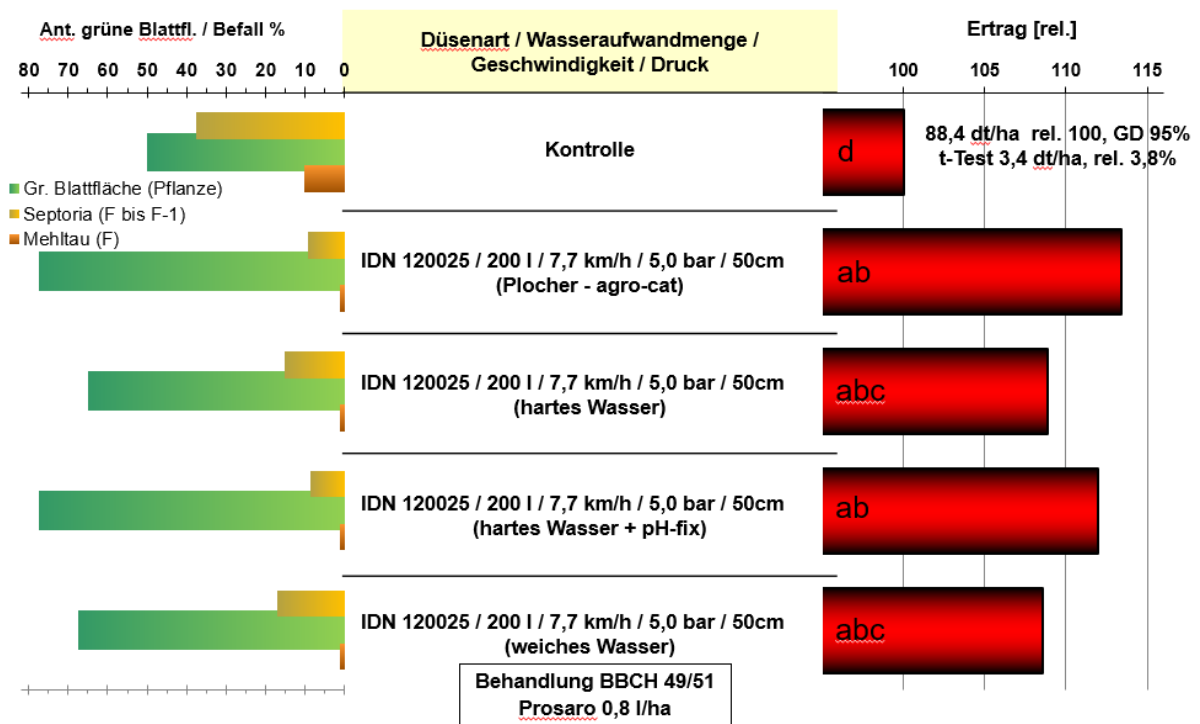 Ant. grüne Blattfl. / Befall %
Düsenart / Wasseraufwandmenge /
Geschwindigkeit / Druck
Ertrag [rel.]
80 70 60 50 40 30 20 10 0
100 105 110 115
Kontrolle
d
88,4 dt/ha rel. 100, GD 95%
t-Test 3,4 dt/ha, rel. 3,8%
Gr. Blattfläche (Pflanze)
Septoria (F bis F-1)
Mehltau (F)
IDN 120025 / 200 l / 7,7 km/h / 5,0 bar / 50cm
(Plocher - agro-cat)
ab
IDN 120025 / 200 l / 7,7 km/h / 5,0 bar / 50cm
(hartes Wasser)
abc
IDN 120025 / 200 l / 7,7 km/h / 5,0 bar / 50cm
(hartes Wasser + pH-fix)
ab
IDN 120025 / 200 l / 7,7 km/h / 5,0 bar / 50cm
(weiches Wasser)
abc
Behandlung BBCH 49/51
Prosaro 0,8 l/ha